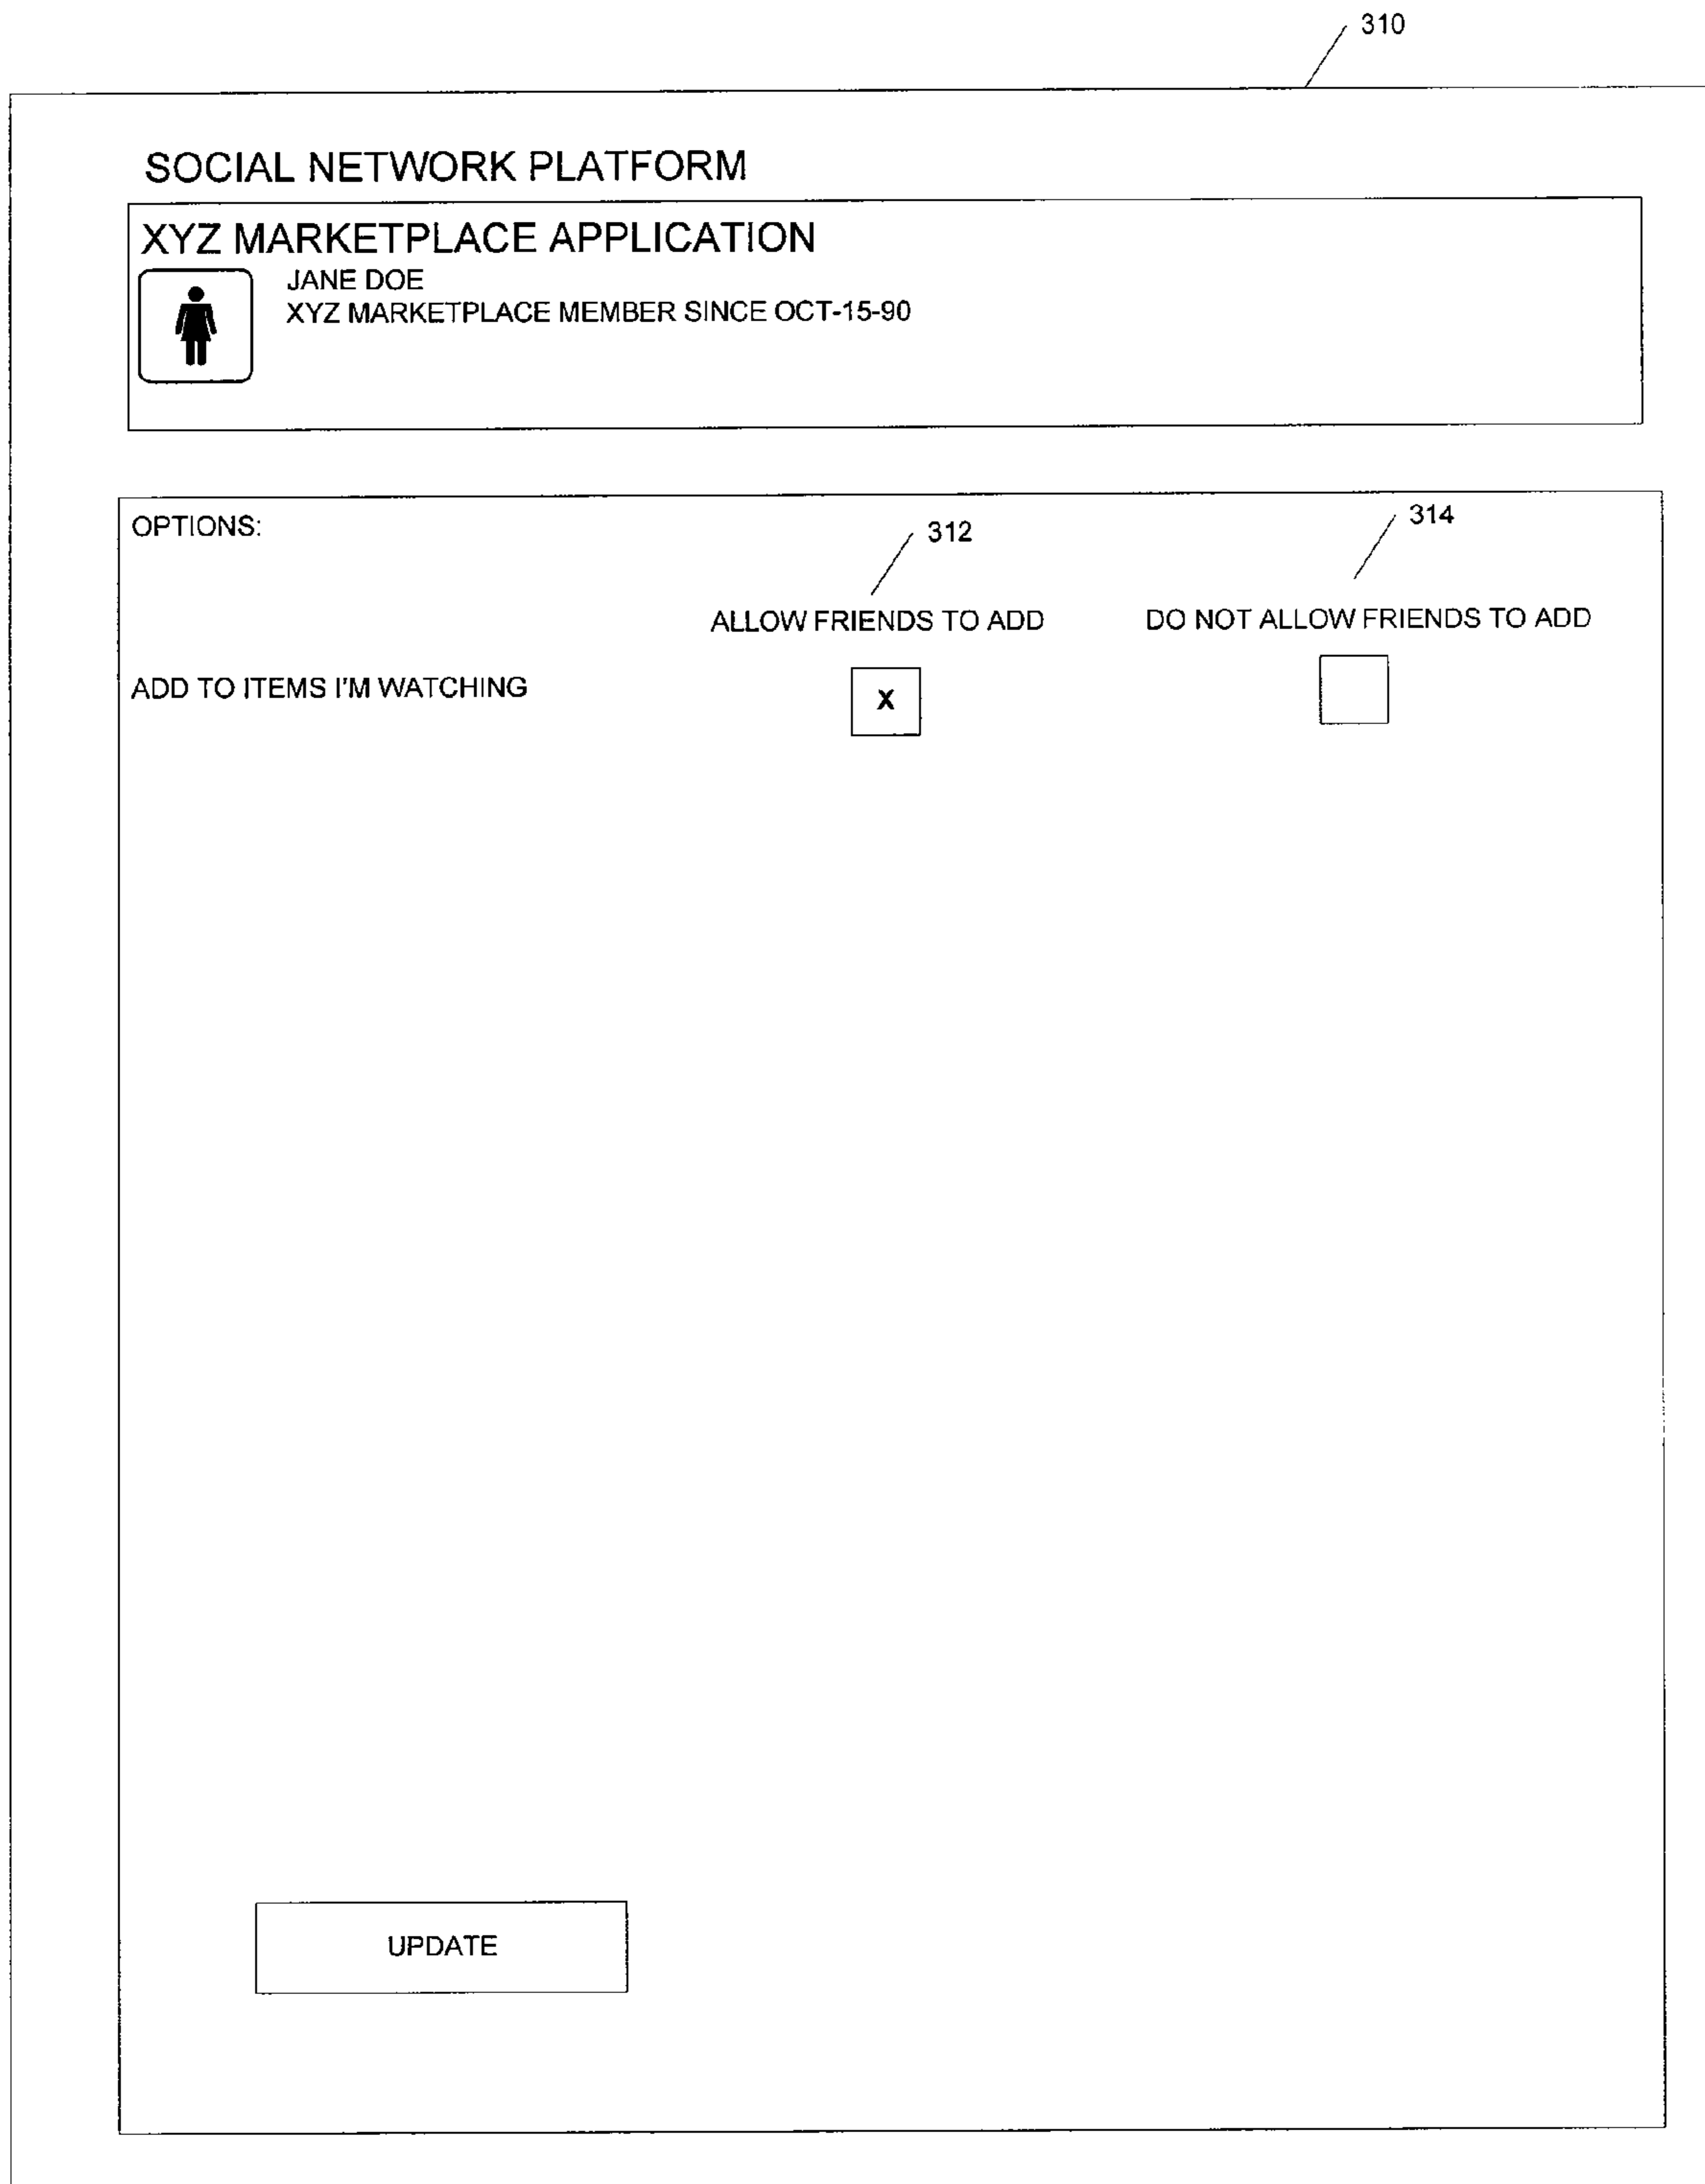 310
SOCIAL NETWORK PLATFORM
XYZ MARKETPLACE APPLICATION
JANE DOE
XYZ MARKETPLACE MEMBER SINCE OCT-15-90
OPTIONS:
312
314
ALLOW FRIENDS TO ADD
DO NOT ALLOW FRIENDS TO ADD
ADD TO ITEMS I'M WATCHING
X
UPDATE